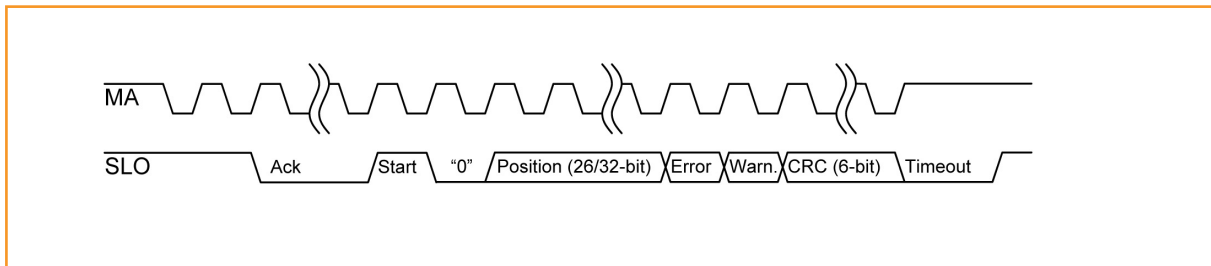 MA
SLO Ack Start “0” Position (26/32-bit) Error Warn. CRC (6-bit) Timeout